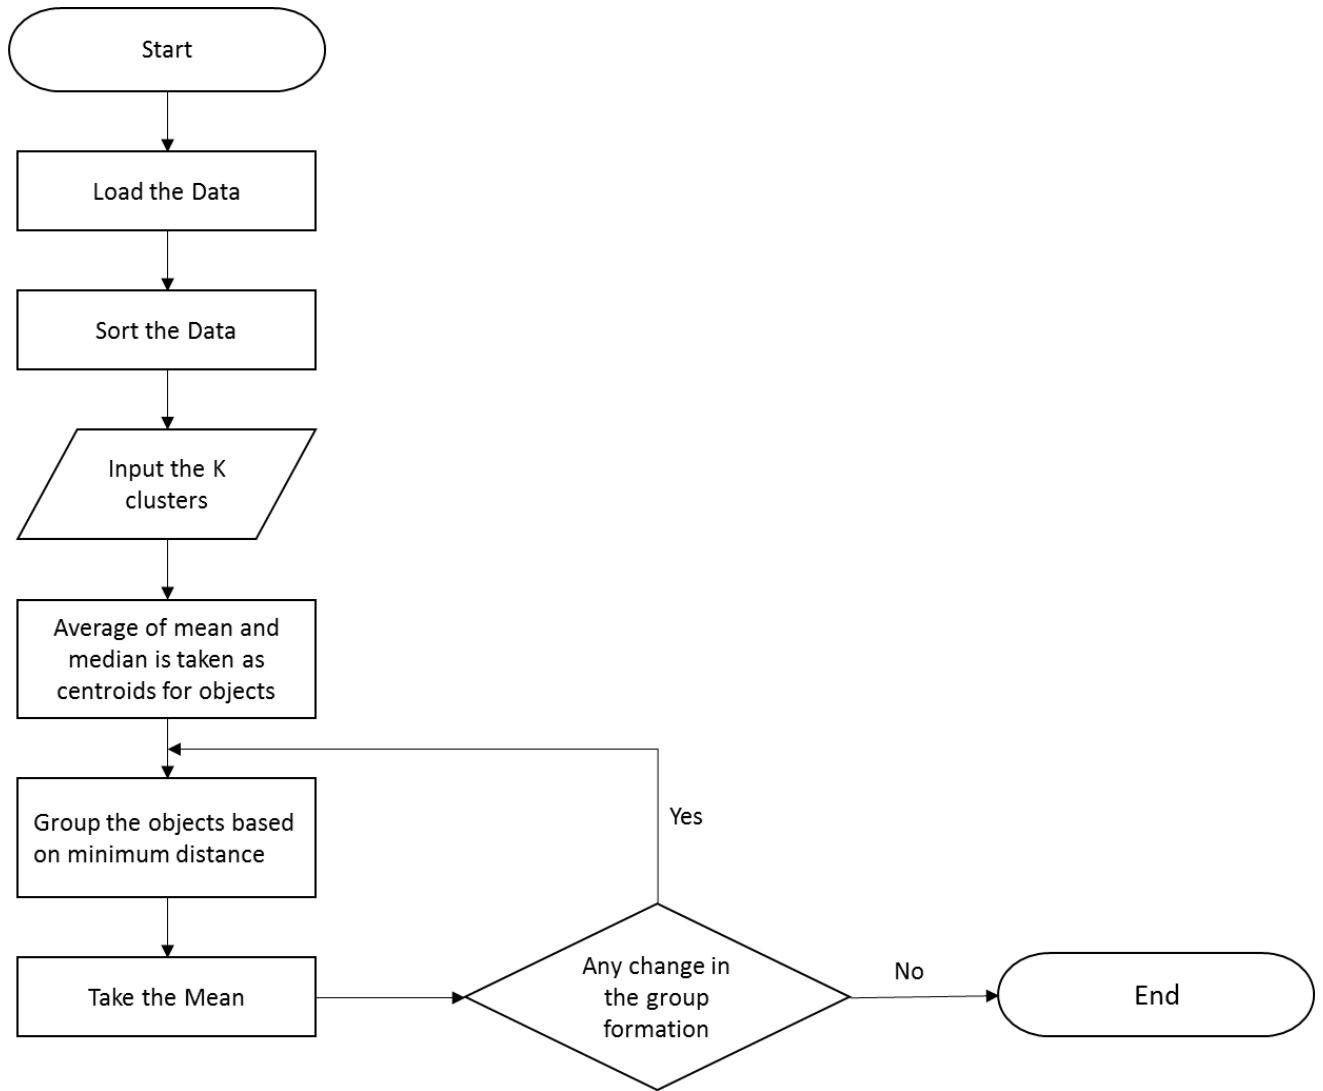 Start
Load the Data
Sort the Data
Input the K
clusters
Average of mean and
median is taken as
centroids for objects
Group the objects based
on minimum distance
Yes
Take the Mean
Any change in
the group
formation
No
End